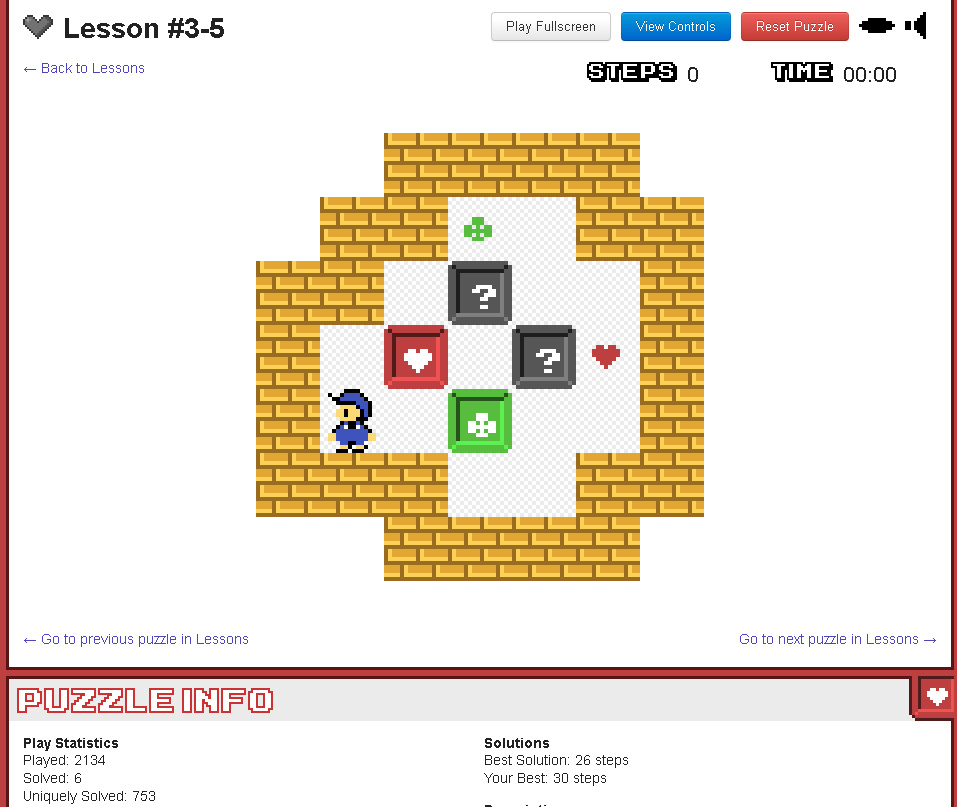 Lesson #3-5
Play Fullscreen
View Controls
Reset Puzzle
← Back to Lessons
STEPS 0
TIME 00:00
?
?
← Go to previous puzzle in Lessons
Go to next puzzle in Lessons →
PUZZLE INFO
Play Statistics
Played: 2134
Solved: 6
Uniquely Solved: 753
Solutions
Best Solution: 26 steps
Your Best: 30 steps